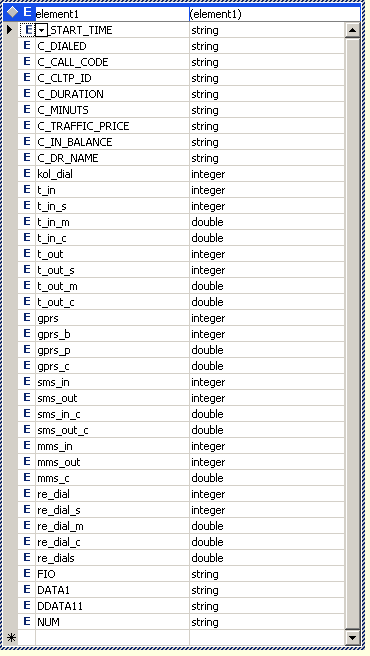 E element1 (element1)
E _START_TIME string
E C_DIALED string
E C_CALL_CODE string
E C_CLTP_ID string
E C_DURATION string
E C_MINUTS string
E C_TRAFFIC_PRICE string
E C_IN_BALANCE string
E C_DR_NAME string
E kol_dial integer
E t_in integer
E t_in_s integer
E t_in_m double
E t_in_c double
E t_out integer
E t_out_s integer
E t_out_m double
E t_out_c double
E gprs integer
E gprs_b integer
E gprs_p double
E gprs_c double
E sms_in integer
E sms_out integer
E sms_in_c double
E sms_out_c double
E mms_in integer
E mms_out integer
E mms_c double
E re_dial integer
E re_dial_s integer
E re_dial_m double
E re_dial_c double
E re_dials double
E FIO string
E DATA1 string
E DDATA11 string
E NUM string